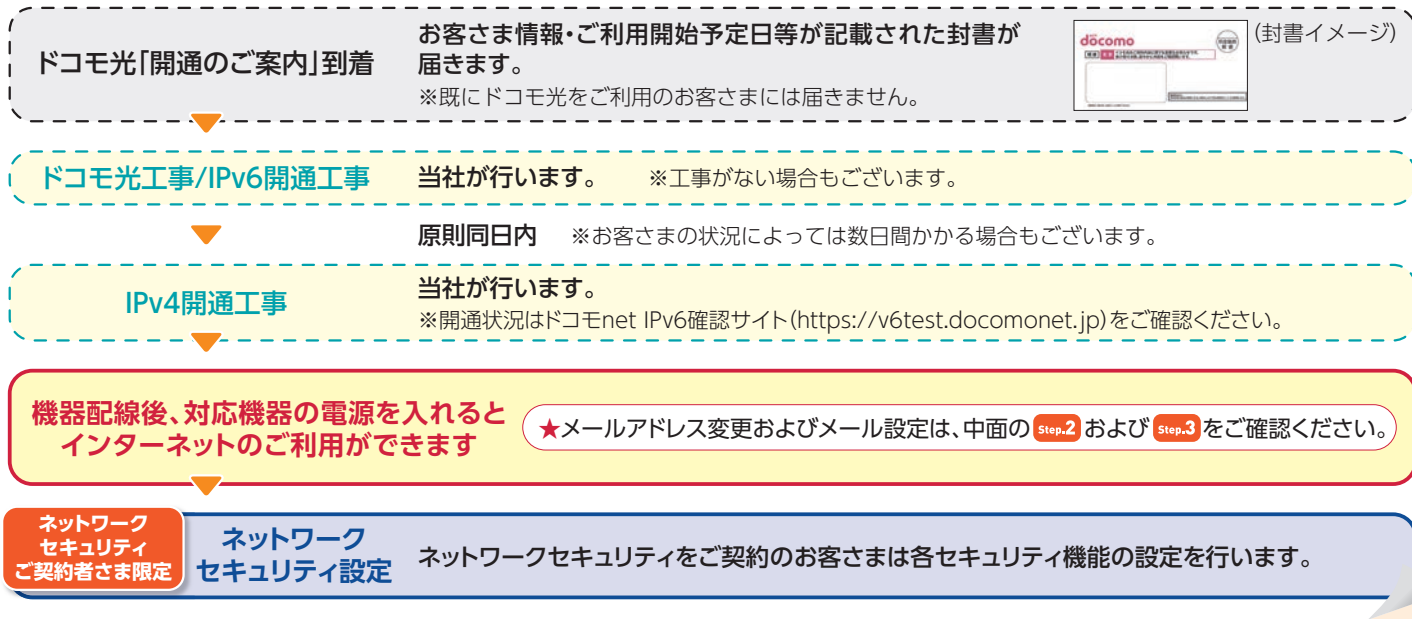 ドコモ光「開通のご案内」到着
お客さま情報・ご利用開始予定日等が記載された封書が
届きます。
※既にドコモ光をご利用のお客さまには届きません。
döcomo
(封書イメージ)
ドコモ光工事/IPv6開通工事
当社が行います。 ※工事がない場合もございます。
原則同日内 ※お客さまの状況によっては数日間かかる場合もございます。
IPv4開通工事
当社が行います。
※開通状況はドコモnet IPv6確認サイト(https://v6test.docomonet.jp)をご確認ください。
機器配線後、対応機器の電源を入れると
インターネットのご利用ができます
★メールアドレス変更およびメール設定は、中面の Step.2 および Step.3 をご確認ください。
ネットワーク
セキュリティ
ご契約者さま限定
ネットワーク
セキュリティ設定
ネットワークセキュリティをご契約のお客さまは各セキュリティ機能の設定を行います。